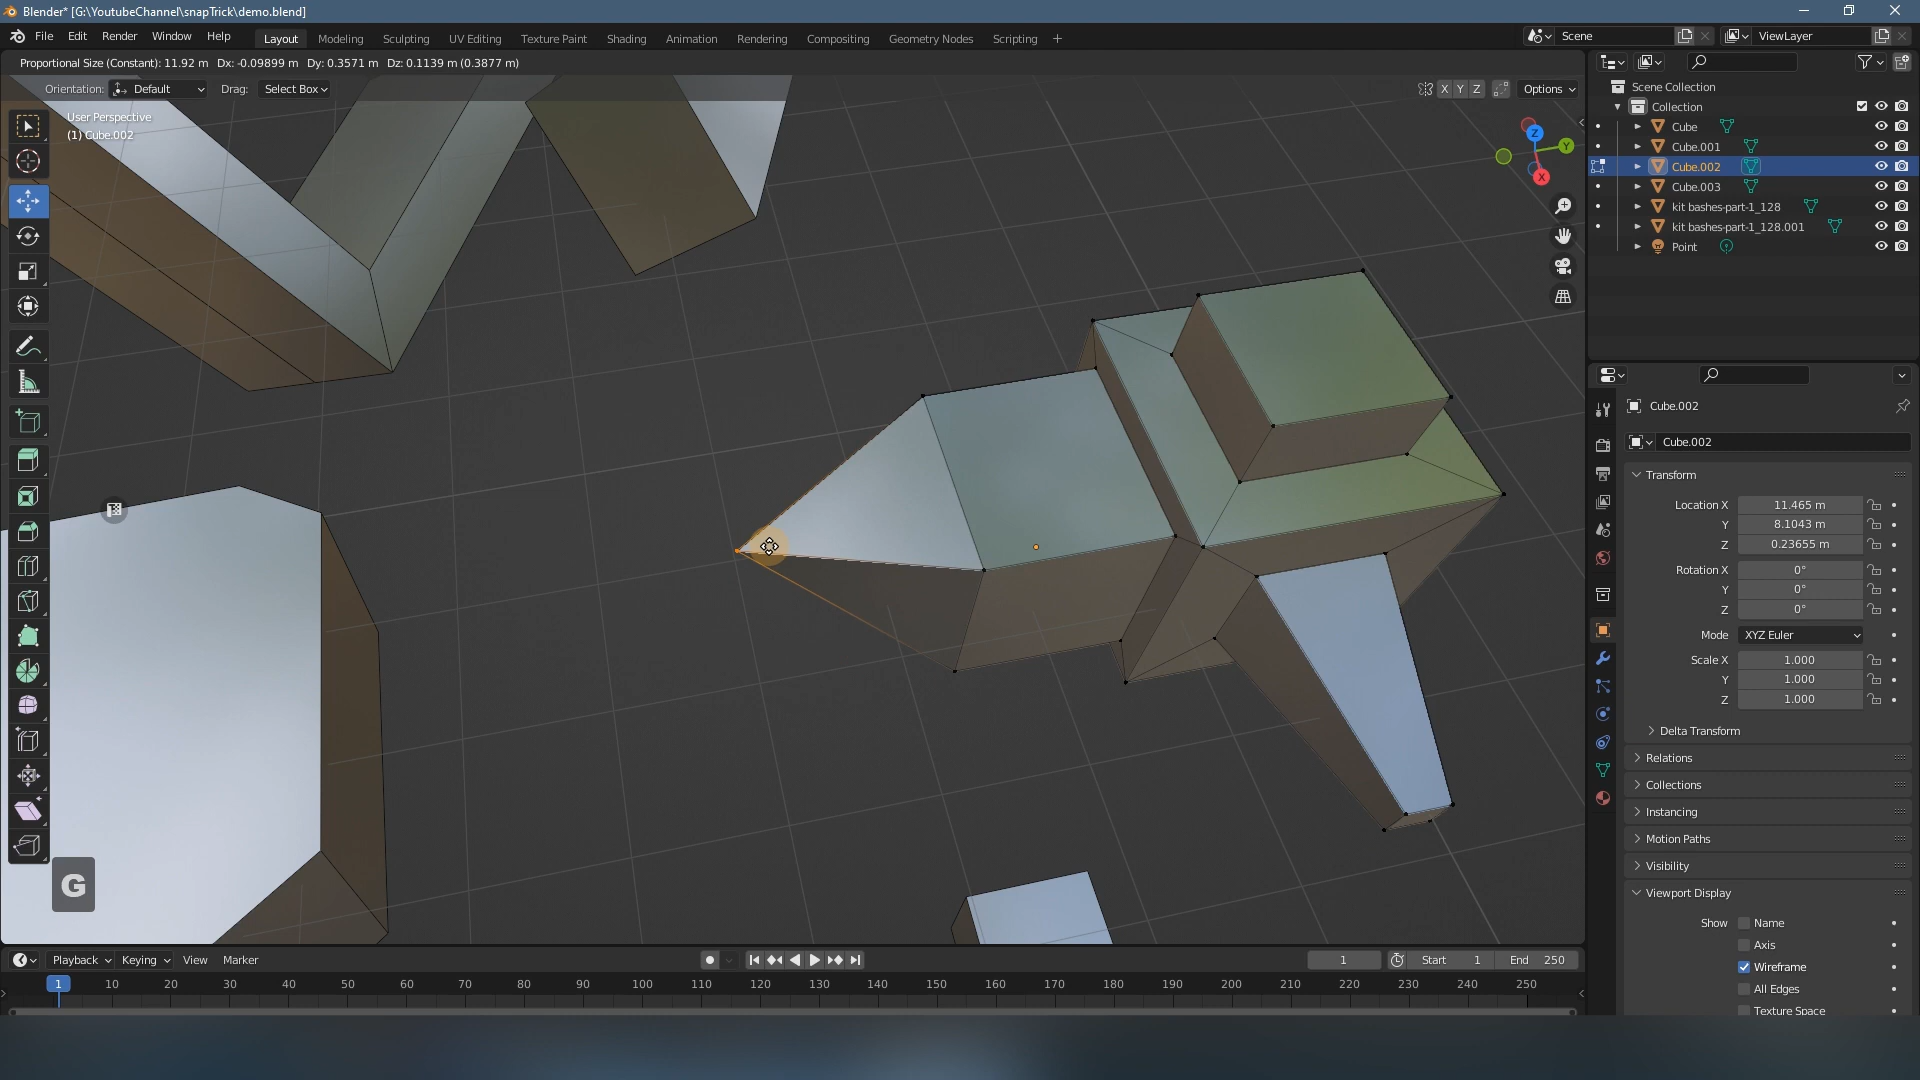 Blender* [G:\YoutubeChannel\snapTrick\demo.blend]
File Edit Render Window Help Layout Modeling Sculpting UV Editing Texture Paint Shading Animation Rendering Compositing Geometry Nodes Scripting + Scene ViewLayer
Proportional Size (Constant): 11.92 m Dx: -0.09899 m Dy: 0.3571 m Dz: 0.1139 m (0.3877 m)
Orientation: Default Drag: Select Box X Y Z Options
User Perspective
(1) Cube.002
Z
Y
X
G
Scene Collection
Collection
Cube
Cube.001
Cube.002
Cube.003
kit bashes-part-1_128
kit bashes-part-1_128.001
Point
Cube.002
Cube.002
Transform
Location X 11.465 m
Y 8.1043 m
Z 0.23655 m
Rotation X 0°
Y 0°
Z 0°
Mode XYZ Euler
Scale X 1.000
Y 1.000
Z 1.000
Delta Transform
Relations
Collections
Instancing
Motion Paths
Visibility
Viewport Display
Show Name
Axis
Wireframe
All Edges
Texture Space
Playback Keying View Marker 1 Start 1 End 250
1 10 20 30 40 50 60 70 80 90 100 110 120 130 140 150 160 170 180 190 200 210 220 230 240 250